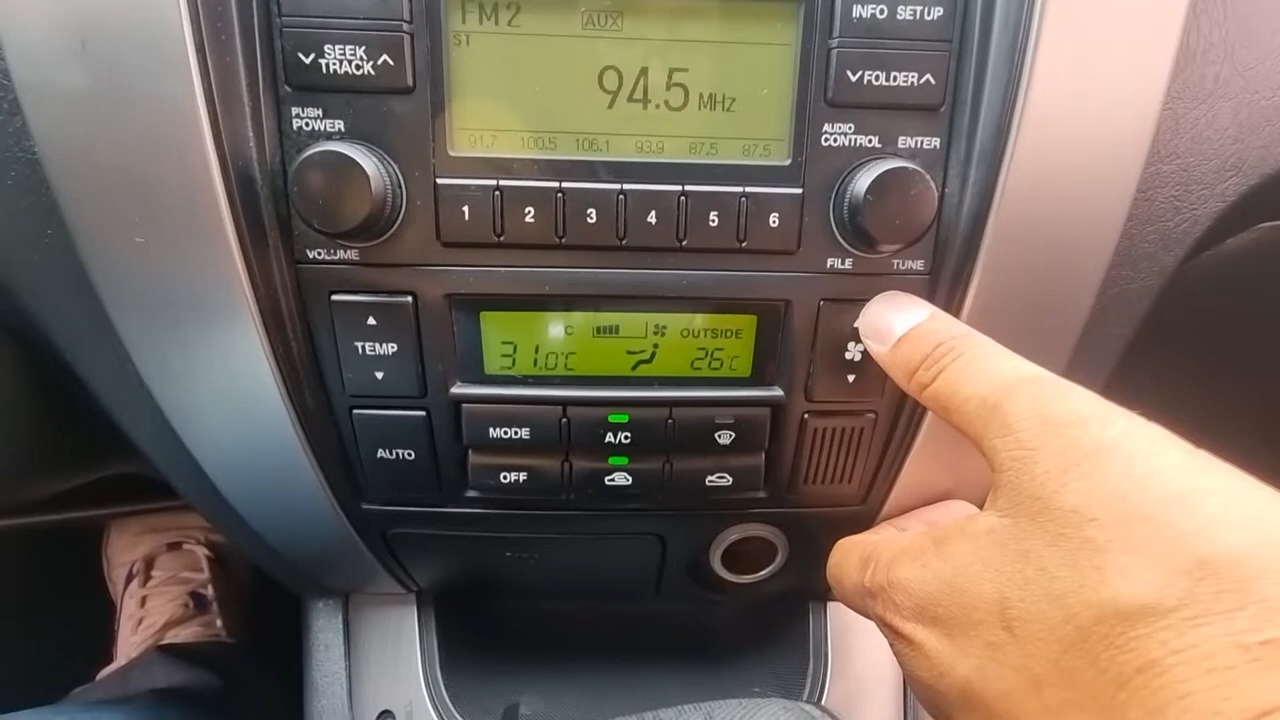 FM2 AUX
ST
94.5 MHz
91.7 100.5 106.1 93.9 87.5 87.5
INFO SETUP
SEEK
TRACK
FOLDER
PUSH
POWER
AUDIO
CONTROL ENTER
1 2 3 4 5 6
VOLUME
FILE TUNE
TEMP
OUTSIDE
31.0°C 26°C
AUTO
MODE A/C
OFF